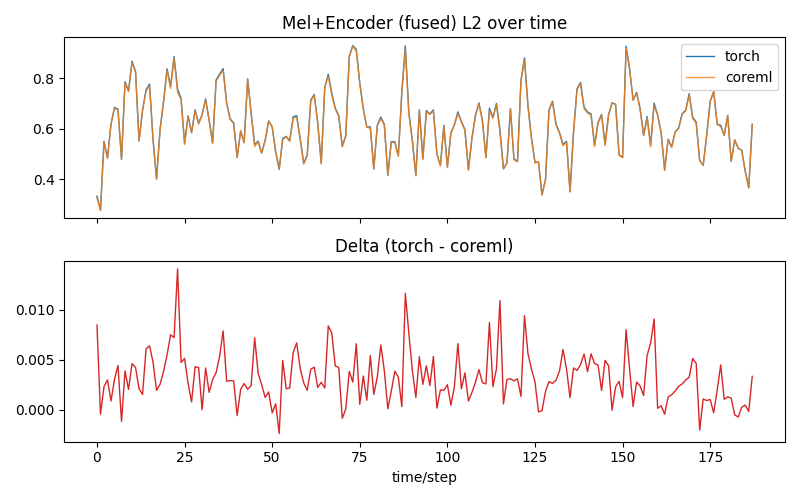 Mel+Encoder (fused) L2 over time
torch
coreml
0.8
0.6
0.4
Delta (torch - coreml)
0.010
0.005
0.000
0 25 50 75 100 125 150 175
time/step